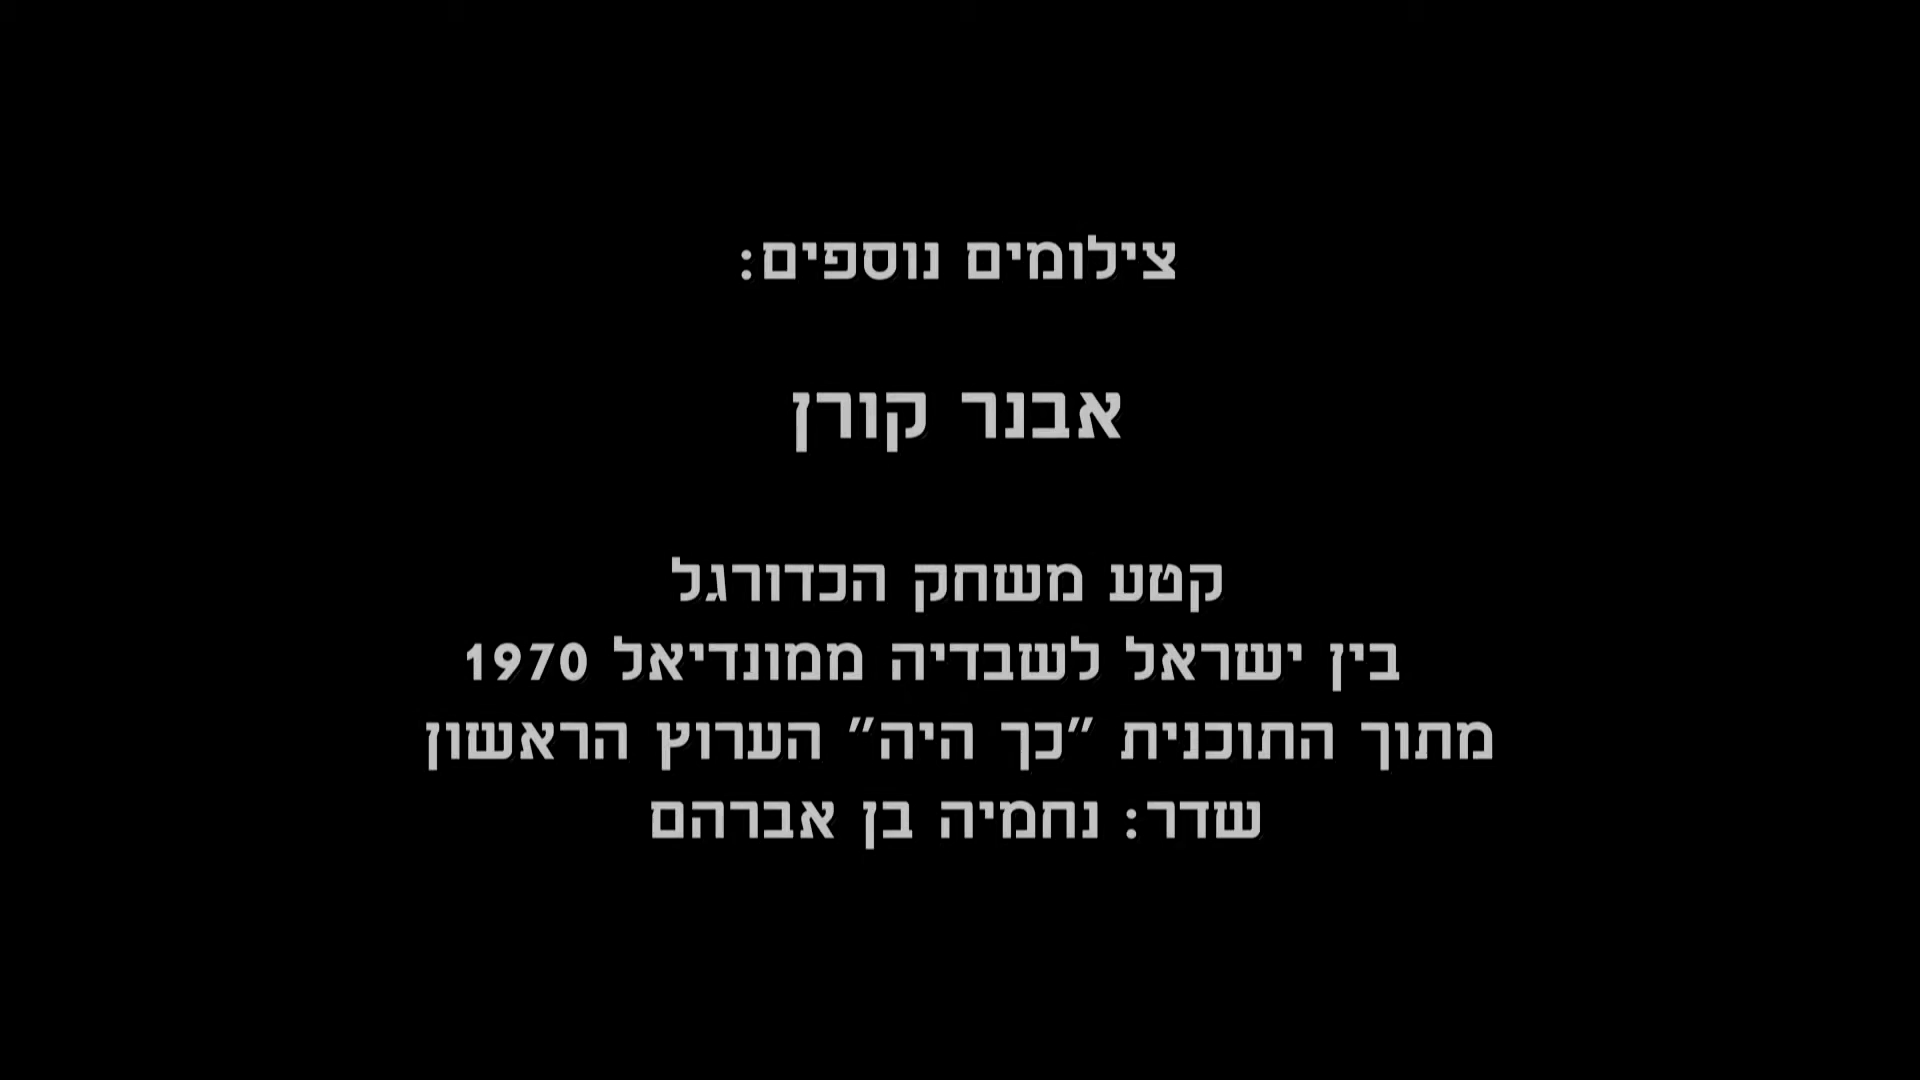 צילומים נוספים:
אבנר קורן
קטע משחק הכדורגל
בין ישראל לשבדיה ממונדיאל 1970
מתוך התוכנית "כך היה" הערוץ הראשון
שדר: נחמיה בן אברהם